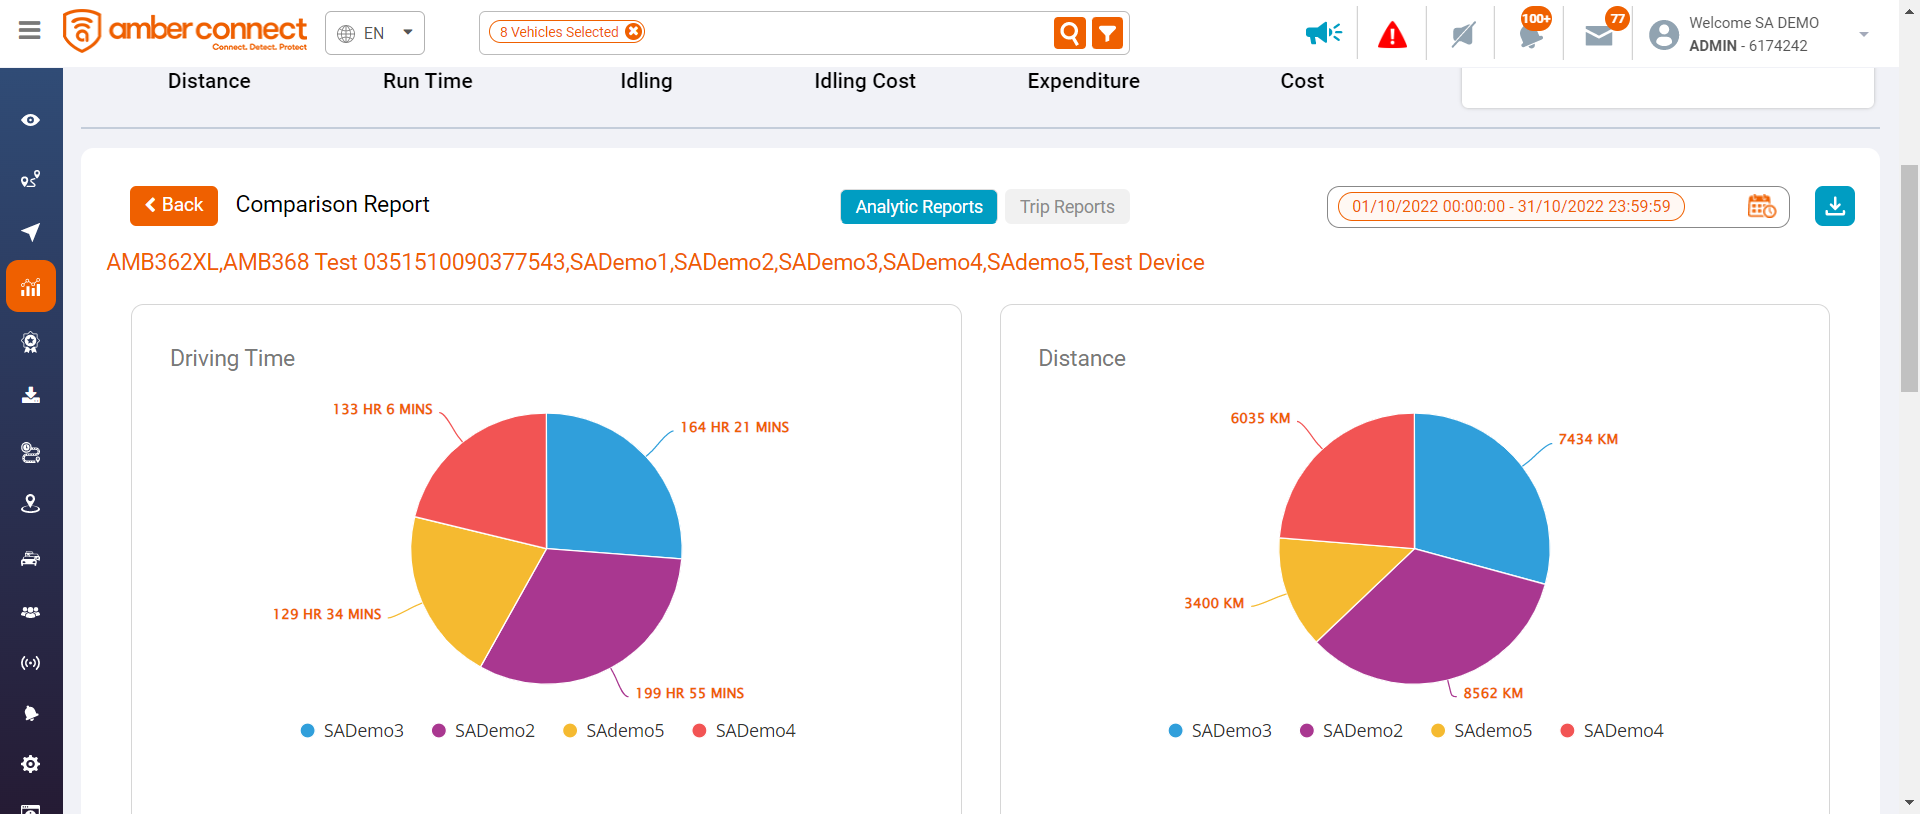 amber connect
Connect. Detect. Protect
EN
8 Vehicles Selected
100+
77
Welcome SA DEMO
ADMIN - 6174242
Distance Run Time Idling Idling Cost Expenditure Cost
Back
Comparison Report
Analytic Reports
Trip Reports
01/10/2022 00:00:00 - 31/10/2022 23:59:59
AMB362XL,AMB368 Test 0351510090377543,SADemo1,SADemo2,SADemo3,SADemo4,SAdemo5,Test Device
Driving Time
133 HR 6 MINS
164 HR 21 MINS
129 HR 34 MINS
199 HR 55 MINS
SADemo3 SADemo2 SAdemo5 SADemo4
Distance
6035 KM
7434 KM
3400 KM
8562 KM
SADemo3 SADemo2 SAdemo5 SADemo4